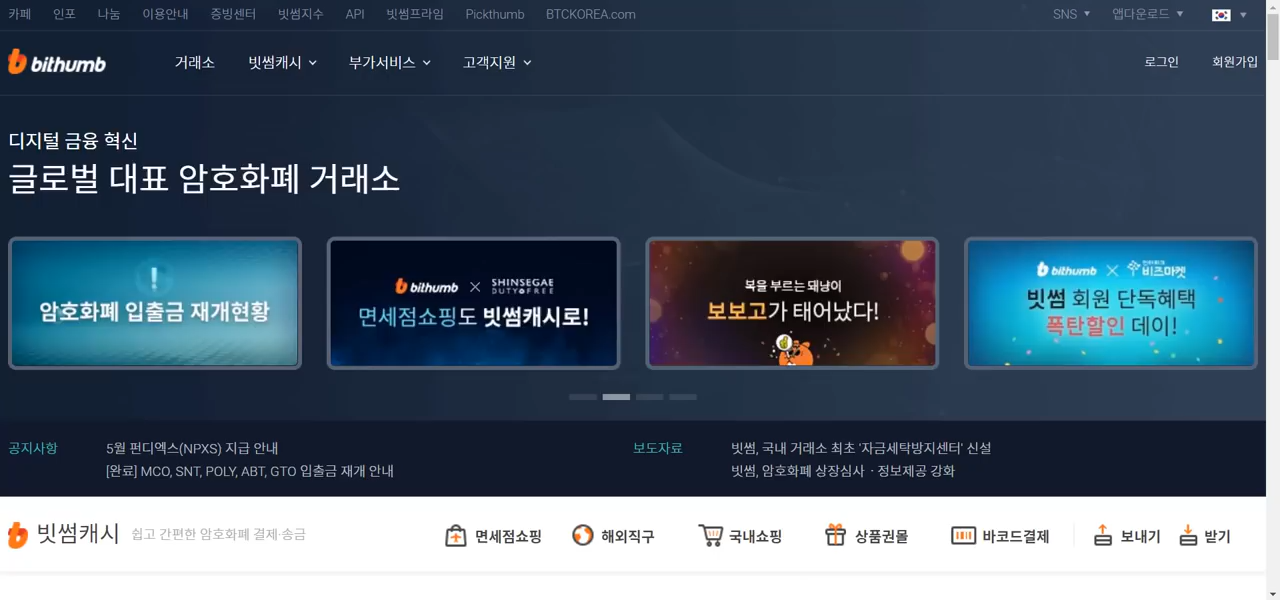 카페 인포 나눔 이용안내 증빙센터 빗썸지수 API 빗썸프라임 Pickthumb BTCKOREA.com SNS 앱다운로드
bithumb 거래소 빗썸캐시 부가서비스 고객지원 로그인 회원가입
디지털 금융 혁신
글로벌 대표 암호화폐 거래소
암호화폐 입출금 재개현황
bithumb × SHINSEGAE DUTY FREE
면세점쇼핑도 빗썸캐시로!
복을 부르는 돼냥이
보보고가 태어났다!
bithumb × 비즈마켓
빗썸 회원 단독혜택
폭탄할인 데이!
공지사항 5월 펀디엑스(NPXS) 지급 안내
[완료] MCO, SNT, POLY, ABT, GTO 입출금 재개 안내
보도자료 빗썸, 국내 거래소 최초 '자금세탁방지센터' 신설
빗썸, 암호화폐 상장심사 · 정보제공 강화
빗썸캐시 쉽고 간편한 암호화폐 결제·송금 면세점쇼핑 해외직구 국내쇼핑 상품권몰 바코드결제 보내기 받기